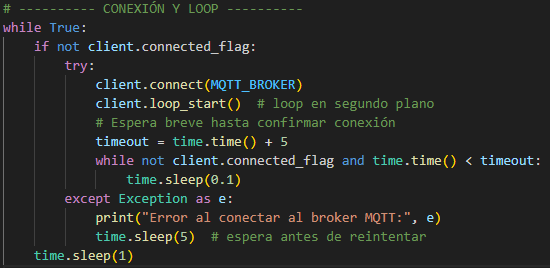 # ---------- CONEXIÓN Y LOOP ----------
while True:
    if not client.connected_flag:
        try:
            client.connect(MQTT_BROKER)
            client.loop_start()  # loop en segundo plano
            # Espera breve hasta confirmar conexión
            timeout = time.time() + 5
            while not client.connected_flag and time.time() < timeout:
                time.sleep(0.1)
        except Exception as e:
            print("Error al conectar al broker MQTT:", e)
            time.sleep(5)  # espera antes de reintentar
    time.sleep(1)